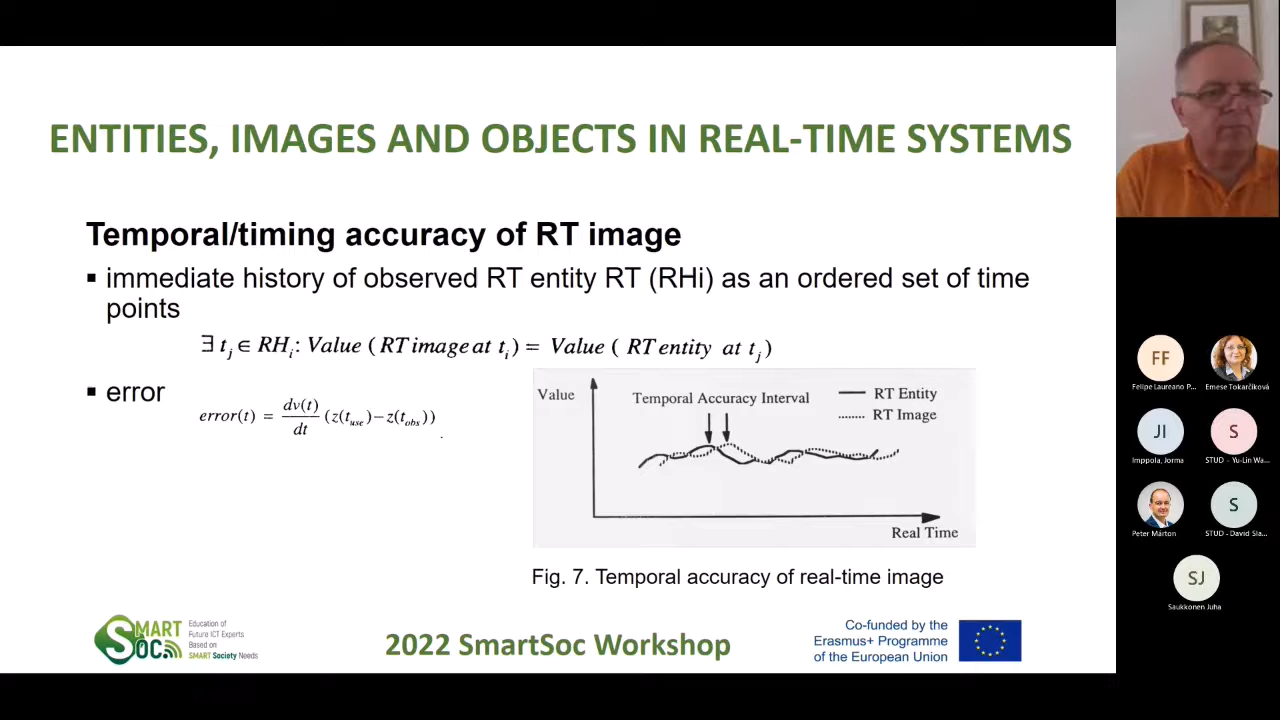 ENTITIES, IMAGES AND OBJECTS IN REAL-TIME SYSTEMS
Temporal/timing accuracy of RT image
▪ immediate history of observed RT entity RT (RHi) as an ordered set of time
points
∃ t_j ∈ RH_i: Value ( RT image at t_i ) = Value ( RT entity at t_j )
▪ error
error(t) = dv(t)/dt (z(t_use)−z(t_obs))
Value
Temporal Accuracy Interval
RT Entity
RT Image
Real Time
Fig. 7. Temporal accuracy of real-time image
SMART
SOC
Education of
Future ICT Experts
Based on
SMART Society Needs
2022 SmartSoc Workshop
Co-funded by the
Erasmus+ Programme
of the European Union
FF
Felipe Laureano P...
Emese Tokarčíková
JI
Imppola, Jorma
S
STUD - Yu-Lin Wa...
Peter Márton
S
STUD - David Sla...
SJ
Saukkonen Juha